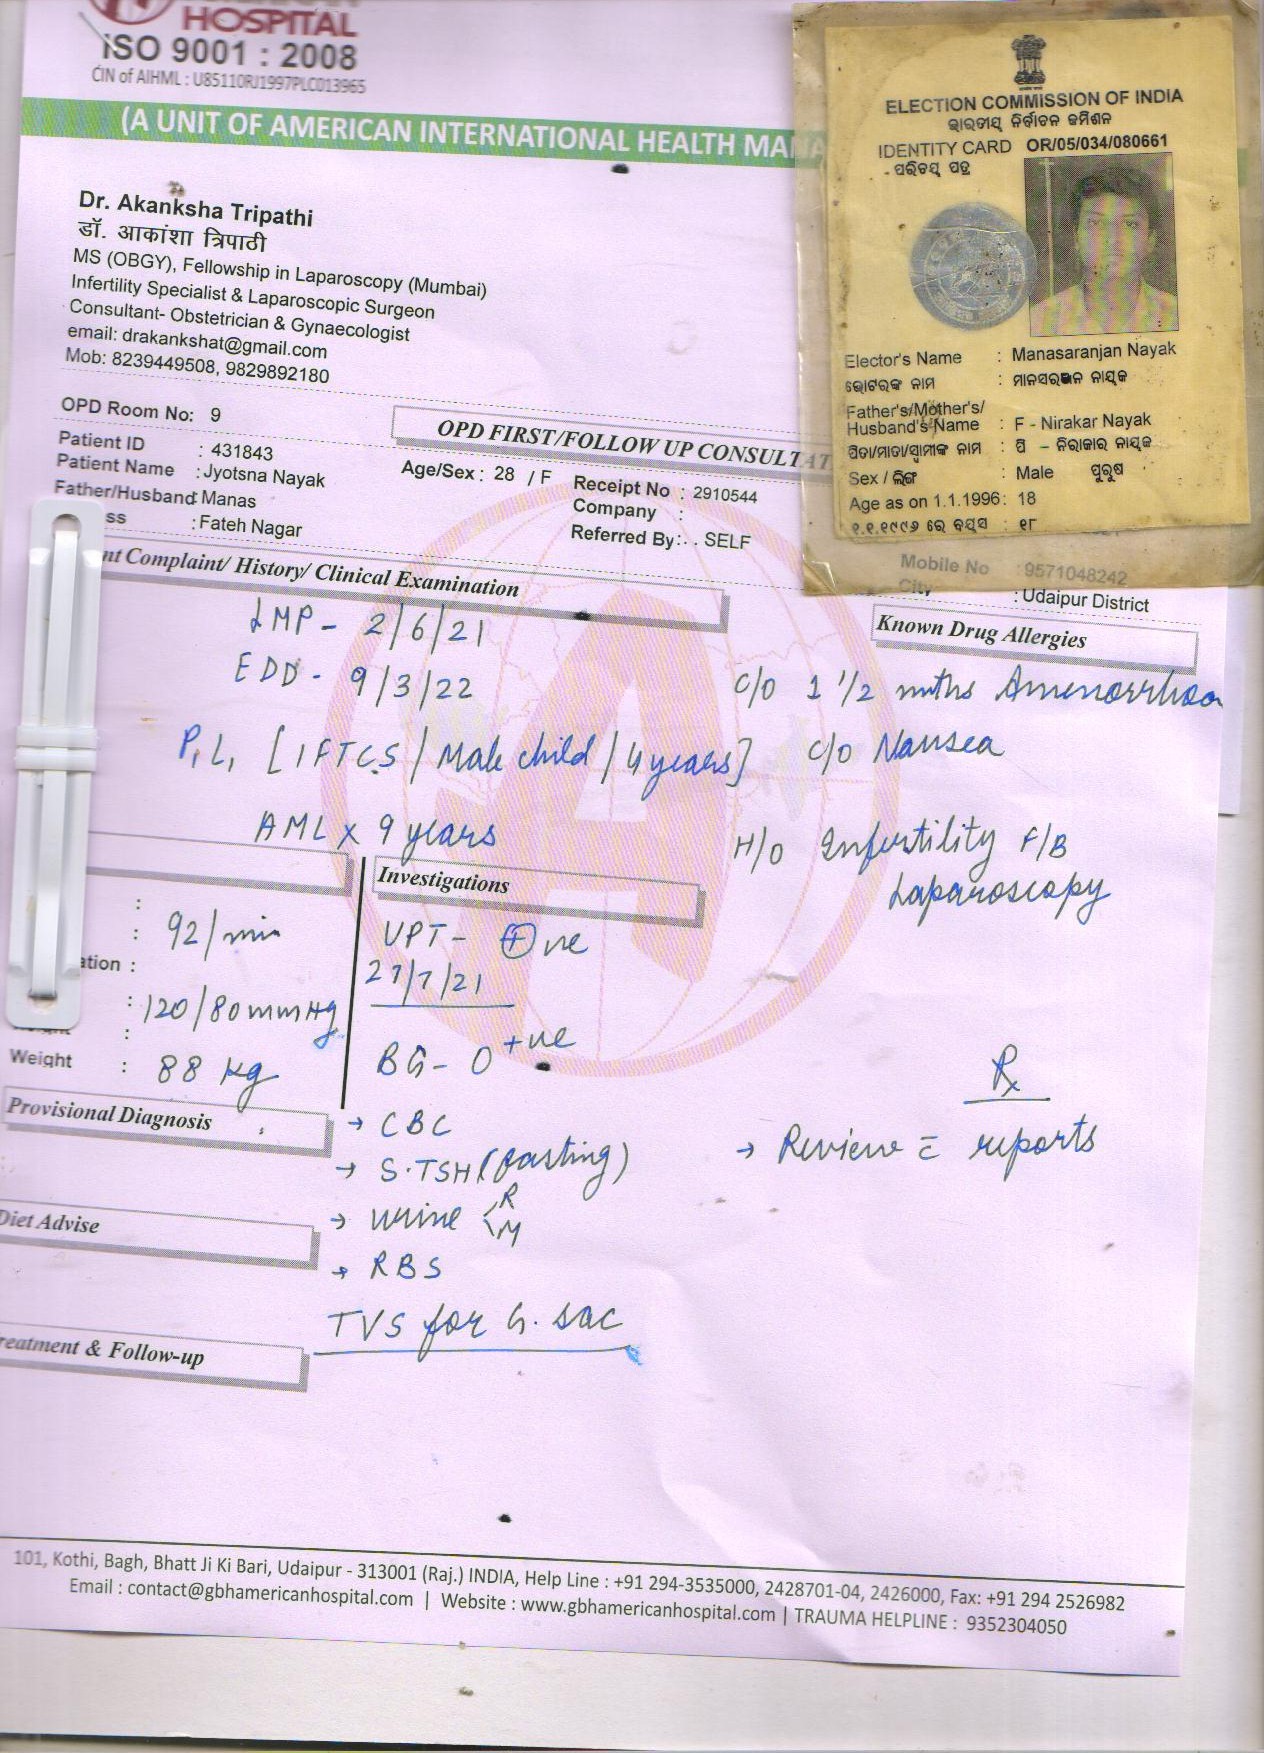 HOSPITAL
ISO 9001 : 2008
CIN of AIHML : U85110RJ1997PLC013965
(A UNIT OF AMERICAN INTERNATIONAL HEALTH MANA
Dr. Akanksha Tripathi
डॉ. आकांशा त्रिपाठी
MS (OBGY), Fellowship in Laparoscopy (Mumbai)
Infertility Specialist & Laparoscopic Surgeon
Consultant- Obstetrician & Gynaecologist
email: drakankshat@gmail.com
Mob: 8239449508, 9829892180
OPD Room No: 9
OPD FIRST/FOLLOW UP CONSULTAT
Patient ID : 431843
Patient Name : Jyotsna Nayak
Father/Husband : Manas
ss : Fateh Nagar
Age/Sex : 28 / F
Receipt No : 2910544
Company :
Referred By: . . SELF
Mobile No : 9571048242
City : Udaipur District
ELECTION COMMISSION OF INDIA
ଭାରତୀୟ ନିର୍ବାଚନ କମିଶନ
IDENTITY CARD OR/05/034/080661
ପରିଚୟ ପତ୍ର
Elector's Name : Manasaranjan Nayak
ଭୋଟରଙ୍କ ନାମ : ମାନସରଞ୍ଜନ ନାୟକ
Father's/Mother's/
Husband's Name : F - Nirakar Nayak
ପିତା/ମାତା/ସ୍ୱାମୀଙ୍କ ନାମ : ପି - ନିରାକାର ନାୟକ
Sex / ଲିଙ୍ଗ : Male ପୁରୁଷ
Age as on 1.1.1996 : 18
୧.୧.୧୯୯୬ ରେ ବୟସ : ୧୮
nt Complaint/ History/ Clinical Examination
Known Drug Allergies
LMP - 2/6/21
EDD - 9/3/22
C/O 1 1/2 mnths Amenorrhoea
P1L1 [1 FTCS / Male child / 4 years]
C/O Nausea
AML x 9 years
H/O Infertility F/B
Laparoscopy
Investigations
: 92/min
ation :
: 120/80 mmHg
Weight : 88 kg
UPT - ⊕ve
27/7/21
BG - O +ve
Provisional Diagnosis
→ CBC
→ S.TSH (fasting)
→ Urine < R
M
→ RBS
TVS for G. Sac
Rx
→ Review c̄ reports
Diet Advise
reatment & Follow-up
101, Kothi, Bagh, Bhatt Ji Ki Bari, Udaipur - 313001 (Raj.) INDIA, Help Line : +91 294-3535000, 2428701-04, 2426000, Fax: +91 294 2526982
Email : contact@gbhamericanhospital.com | Website : www.gbhamericanhospital.com | TRAUMA HELPLINE : 9352304050